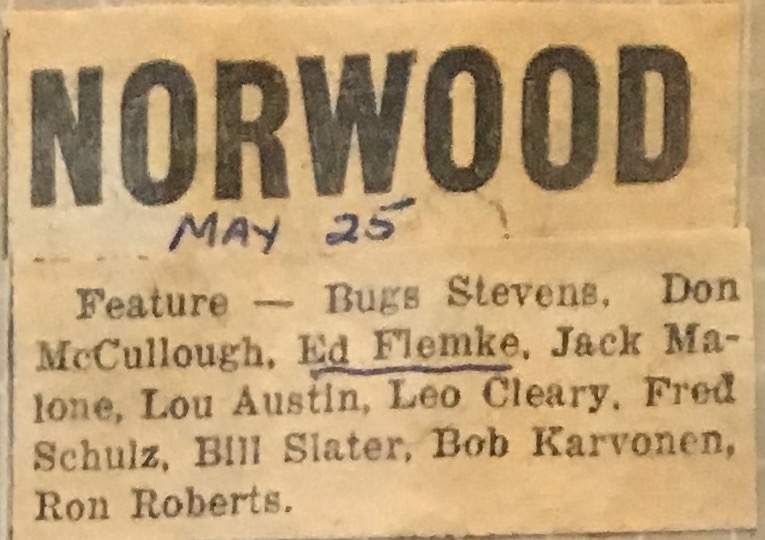 NORWOOD
MAY 25
Feature — Bugs Stevens, Don
McCullough, Ed Flemke, Jack Ma-
lone, Lou Austin, Leo Cleary, Fred
Schulz, Bill Slater, Bob Karvonen,
Ron Roberts.